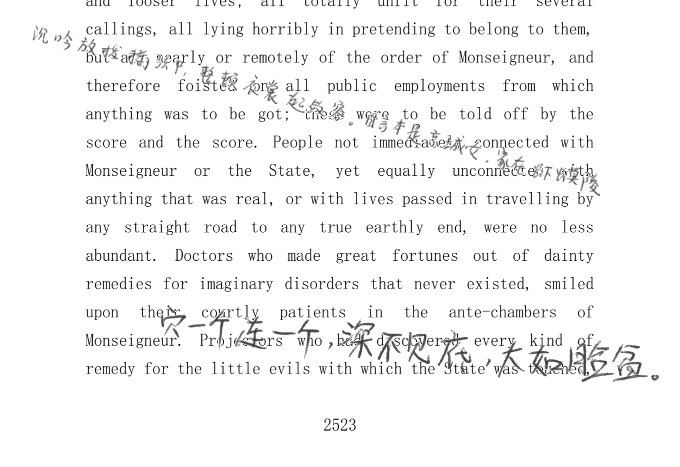 and looser lives, all totally unfit for their several
callings, all lying horribly in pretending to belong to them,
but all nearly or remotely of the order of Monseigneur, and
therefore foisted on all public employments from which
anything was to be got; these were to be told off by the
score and the score. People not immediately connected with
Monseigneur or the State, yet equally unconnected with
anything that was real, or with lives passed in travelling by
any straight road to any true earthly end, were no less
abundant. Doctors who made great fortunes out of dainty
remedies for imaginary disorders that never existed, smiled
upon their courtly patients in the ante-chambers of
Monseigneur. Projectors who had discovered every kind of
remedy for the little evils with which the State was touched,
沉吟放拨插弦中,整顿衣裳起敛容。自言本是京城女,家在虾蟆陵
穴一个连一个,深不见底,大如脸盆。
2523